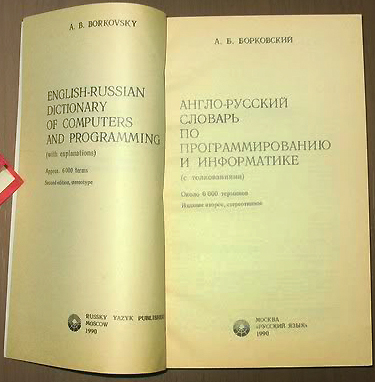 A. B. BORKOVSKY
ENGLISH-RUSSIAN
DICTIONARY
OF COMPUTERS
AND PROGRAMMING
(with explanations)
Approx. 6000 terms
Second edition, stereotype
RUSSKY YAZYK
MOSCOW
1990
А. Б. БОРКОВСКИЙ
АНГЛО-РУССКИЙ
СЛОВАРЬ
ПО
ПРОГРАММИРОВАНИЮ
И ИНФОРМАТИКЕ
(с толкованиями)
Около 6 000 терминов
Издание второе, стереотипное
МОСКВА
«РУССКИЙ ЯЗЫК»
1990